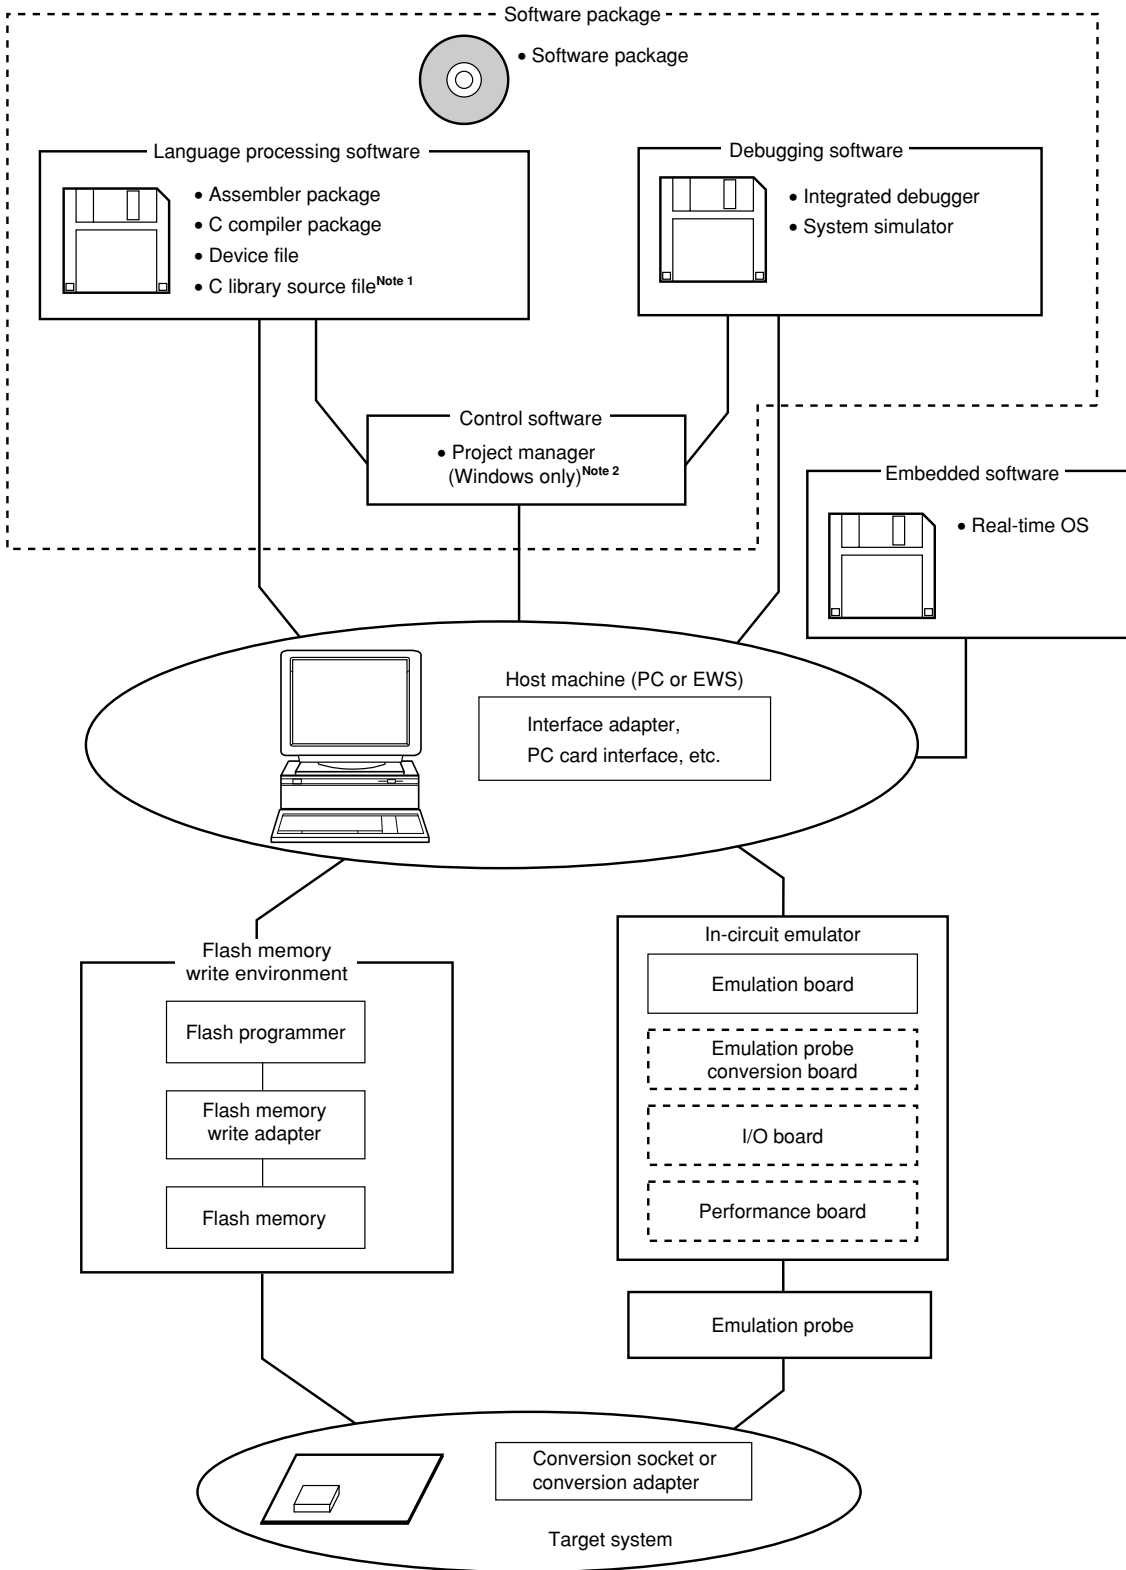 Software package
• Software package
Language processing software
• Assembler package
• C compiler package
• Device file
• C library source fileNote 1
Debugging software
• Integrated debugger
• System simulator
Control software
• Project manager
(Windows only)Note 2
Embedded software
• Real-time OS
Host machine (PC or EWS)
Interface adapter,
PC card interface, etc.
Flash memory
write environment
Flash programmer
Flash memory
write adapter
Flash memory
In-circuit emulator
Emulation board
Emulation probe
conversion board
I/O board
Performance board
Emulation probe
Conversion socket or
conversion adapter
Target system